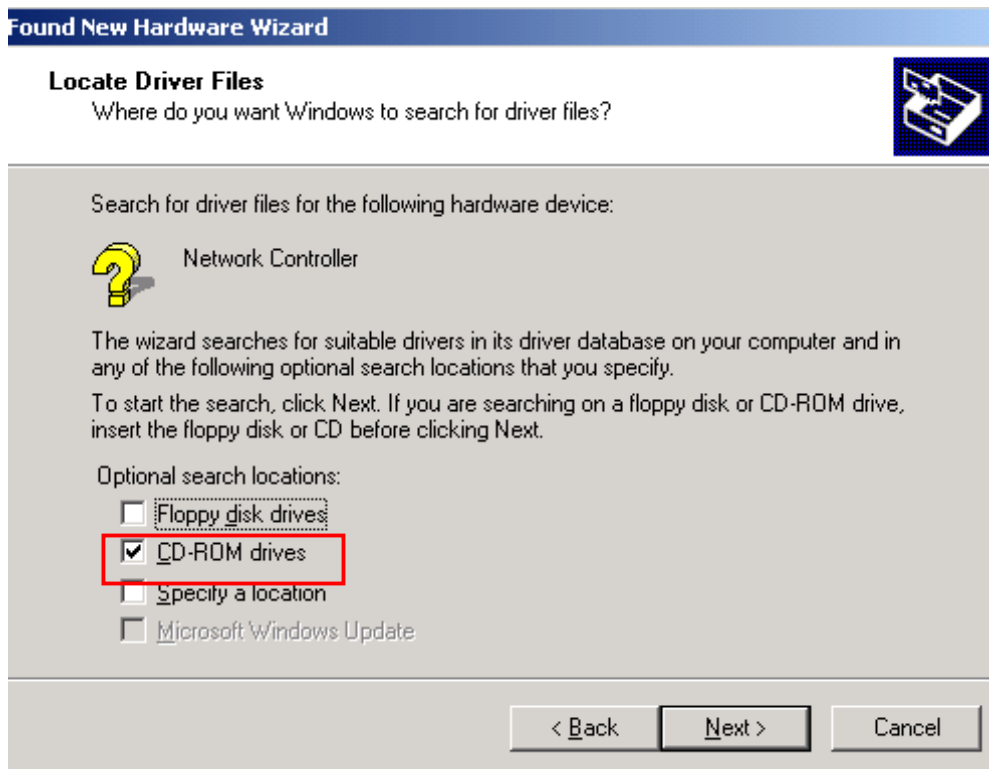 Found New Hardware Wizard
Locate Driver Files
Where do you want Windows to search for driver files?
Search for driver files for the following hardware device:
Network Controller
The wizard searches for suitable drivers in its driver database on your computer and in
any of the following optional search locations that you specify.
To start the search, click Next. If you are searching on a floppy disk or CD-ROM drive,
insert the floppy disk or CD before clicking Next.
Optional search locations:
Floppy disk drives
CD-ROM drives
Specify a location
Microsoft Windows Update
< Back Next > Cancel